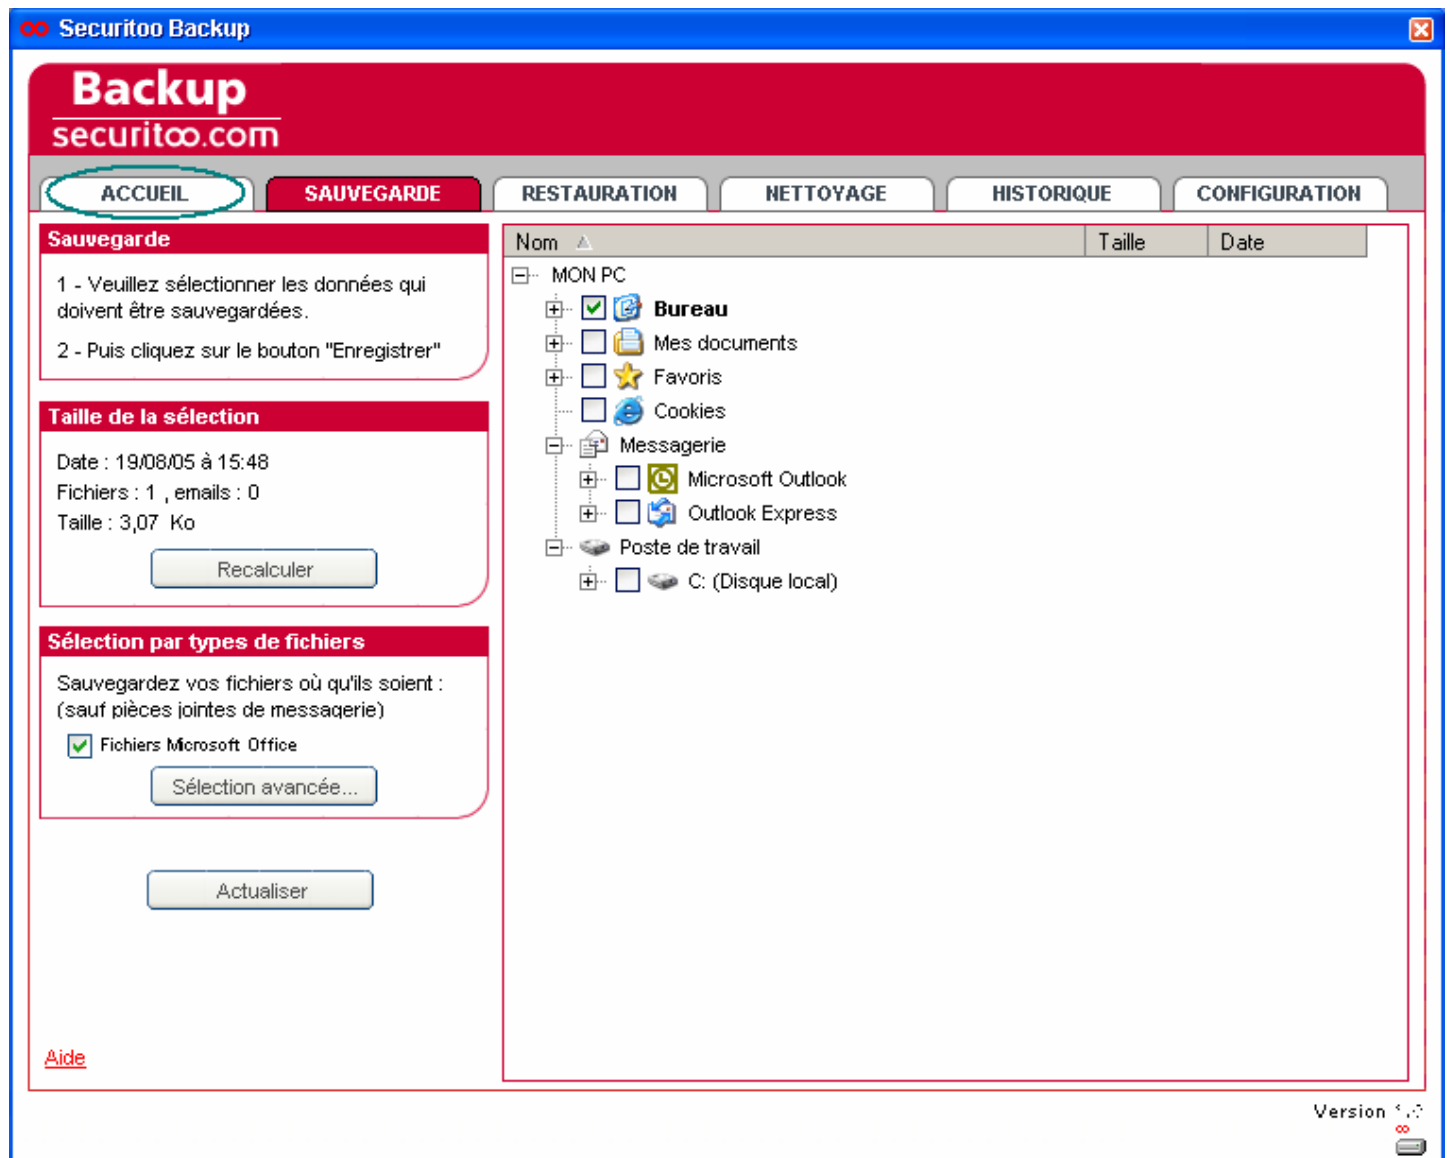 Securitoo Backup
Backup
securitoo.com
ACCUEIL
SAUVEGARDE
RESTAURATION
NETTOYAGE
HISTORIQUE
CONFIGURATION
Sauvegarde
1 - Veuillez sélectionner les données qui
doivent être sauvegardées.
2 - Puis cliquez sur le bouton "Enregistrer"
Taille de la sélection
Date : 19/08/05 à 15:48
Fichiers : 1 , emails : 0
Taille : 3,07 Ko
Recalculer
Sélection par types de fichiers
Sauvegardez vos fichiers où qu'ils soient :
(sauf pièces jointes de messagerie)
Fichiers Microsoft Office
Sélection avancée...
Actualiser
Aide
Nom
Taille
Date
MON PC
Bureau
Mes documents
Favoris
Cookies
Messagerie
Microsoft Outlook
Outlook Express
Poste de travail
C: (Disque local)
Version